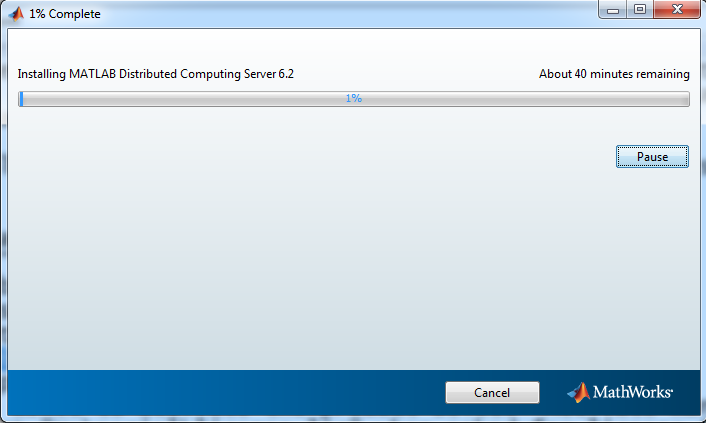 1% Complete
Installing MATLAB Distributed Computing Server 6.2
About 40 minutes remaining
1%
Pause
Cancel
MathWorks®